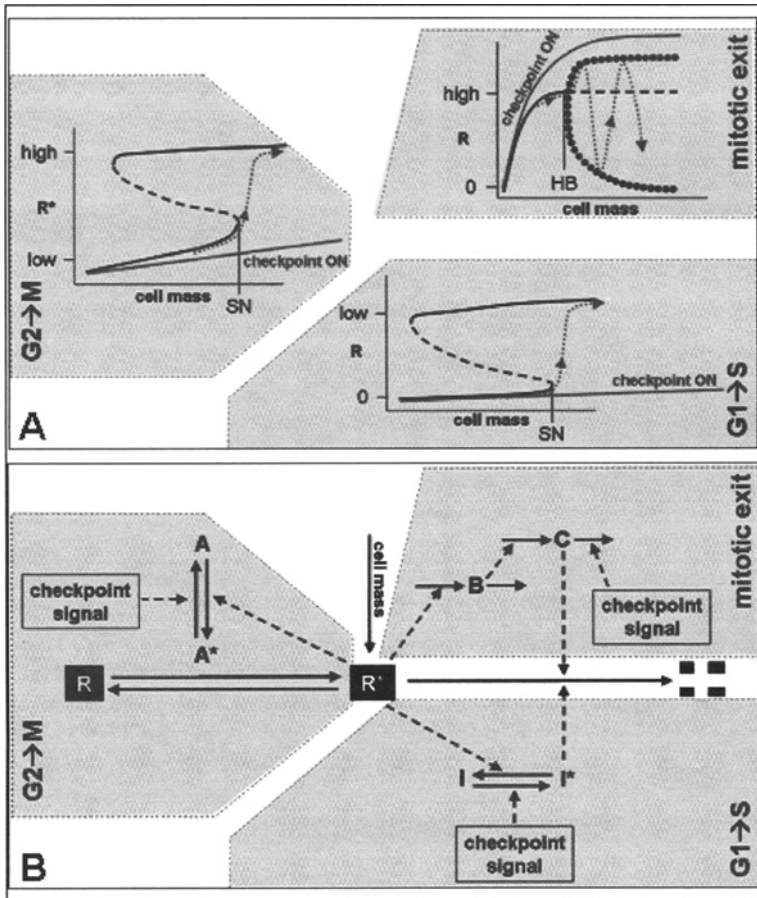 high
R*
low
checkpoint ON
cell mass
SN
G2→M
A
checkpoint ON
high
R
0
HB
cell mass
mitotic exit
low
R
0
checkpoint ON
cell mass
SN
G1→S
A
checkpoint
signal
A*
R
G2→M
B
cell mass
R*
B
C
checkpoint
signal
mitotic exit
I
I*
checkpoint
signal
G1→S